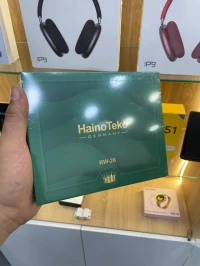 P9
P9
HainoTeko
GERMANY
RW-26
S1